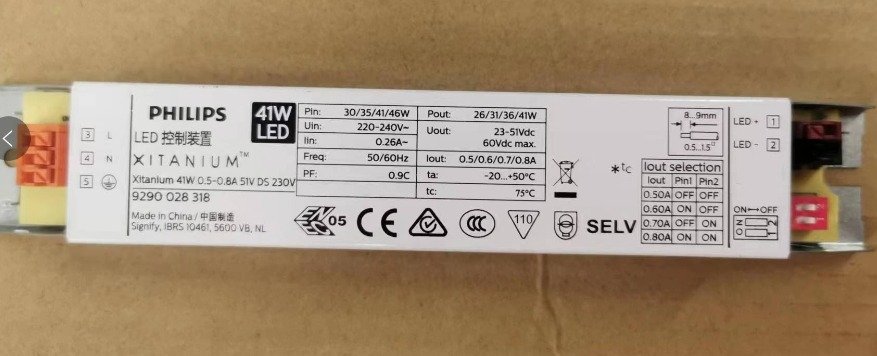 PHILIPS
LED 控制装置
XITANIUM™
Xitanium 41W 0.5-0.8A 51V DS 230V
9290 028 318
Made in China / 中国制造
Signify, IBRS 10461, 5600 VB, NL
3 L
4 N
5
41W
LED
Pin: 30/35/41/46W
Uin: 220-240V~
Iin: 0.26A~
Freq: 50/60Hz
PF: 0.9C
Pout: 26/31/36/41W
Uout: 23-51Vdc
60Vdc max.
Iout: 0.5/0.6/0.7/0.8A
ta: -20...+50°C
tc: 75°C
ENEC 05
CE
CCC
110
SELV
*tc
8...9mm
0.5...1.5□
Iout selection
Iout Pin1 Pin2
0.50A OFF OFF
0.60A ON OFF
0.70A OFF ON
0.80A ON ON
LED + 1
LED - 2
ON↔OFF
ON
1 2